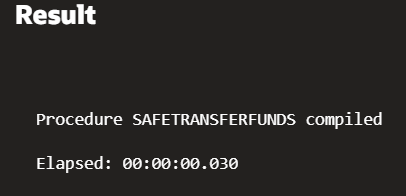 Result
Procedure SAFETRANSFERFUNDS compiled
Elapsed: 00:00:00.030